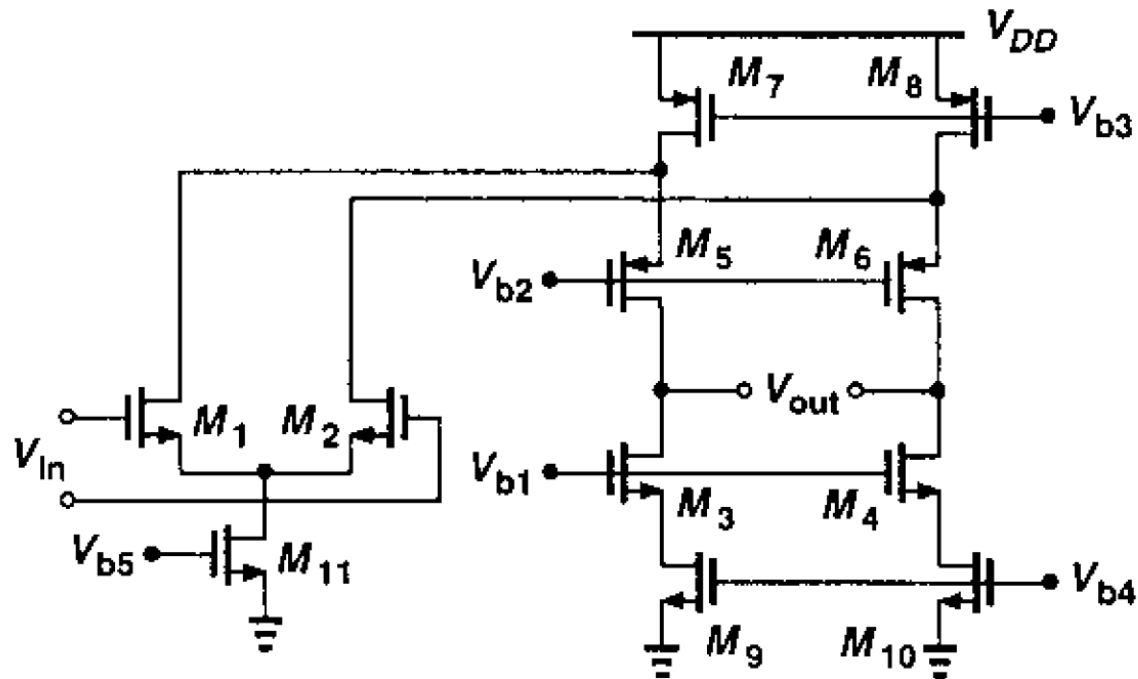 V_DD
M_7
M_8
V_b3
M_5
M_6
V_b2
M_1
M_2
V_out
V_in
V_b1
M_3
M_4
V_b5
M_11
V_b4
M_9
M_10